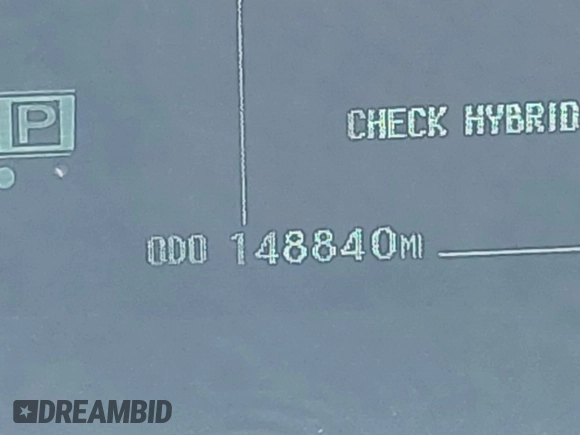 P
CHECK HYBRID
ODO 148840MI
DREAMBID